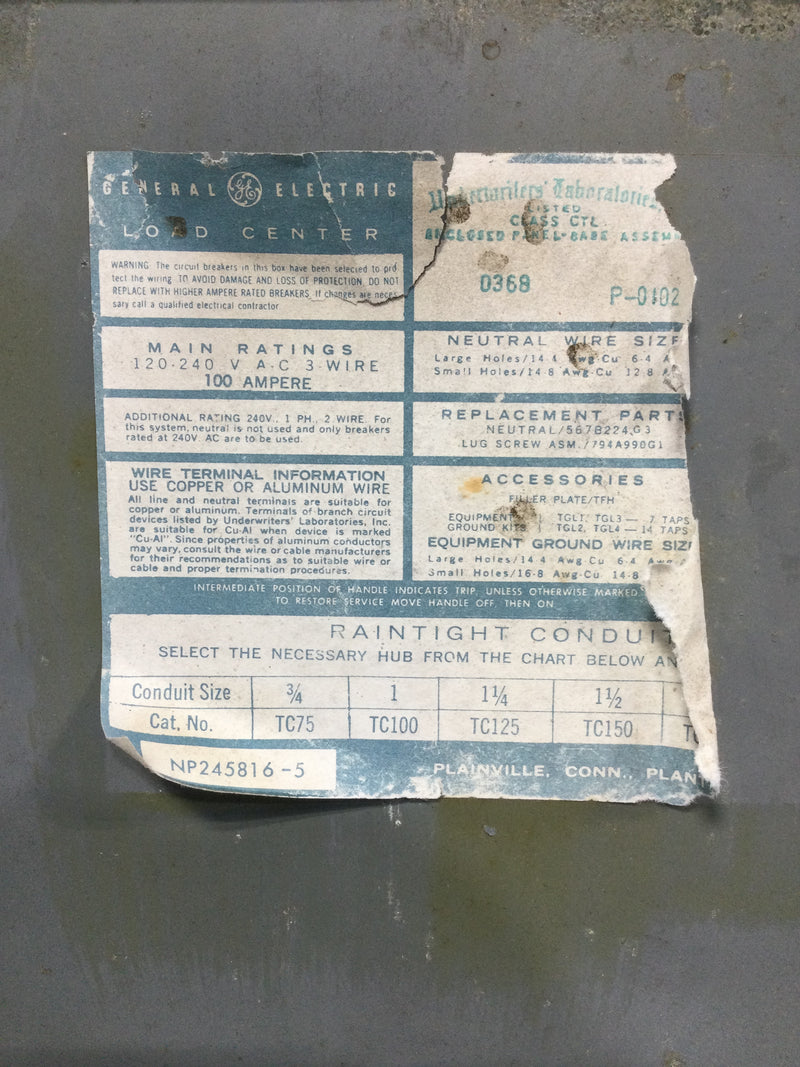 GENERAL GE ELECTRIC
LOAD CENTER
WARNING: The circuit breakers in this box have been selected to pro
tect the wiring. TO AVOID DAMAGE AND LOSS OF PROTECTION, DO NOT
REPLACE WITH HIGHER AMPERE RATED BREAKERS. If changes are neces
sary call a qualified electrical contractor
MAIN RATINGS
120-240 V A-C 3-WIRE
100 AMPERE
ADDITIONAL RATING 240V., 1 PH., 2 WIRE. For
this system, neutral is not used and only breakers
rated at 240V. AC are to be used.
WIRE TERMINAL INFORMATION
USE COPPER OR ALUMINUM WIRE
All line and neutral terminals are suitable for
copper or aluminum. Terminals of branch circuit
devices listed by Underwriters' Laboratories, Inc.
are suitable for Cu-Al when device is marked
"Cu-Al". Since properties of aluminum conductors
may vary, consult the wire or cable manufacturers
for their recommendations as to suitable wire or
cable and proper termination procedures.
Underwriters' Laboratories
LISTED
CLASS CTL
ENCLOSED PANEL-BASE ASSEM
0368
P-0102
NEUTRAL WIRE SIZE
Large Holes/14-4 Awg-Cu 6-4 A
Small Holes/14-8 Awg-Cu 12-8 A
REPLACEMENT PARTS
NEUTRAL/567B224,G3
LUG SCREW ASM./794A990G1
ACCESSORIES
FILLER PLATE/TFH
EQUIPMENT TGL1, TGL3 — 7 TAPS
GROUND KITS TGL2, TGL4 — 14 TAPS
EQUIPMENT GROUND WIRE SIZ
Large Holes/14-4 Awg-Cu 6-4
Small Holes/16-8 Awg-Cu 14-8
INTERMEDIATE POSITION OF HANDLE INDICATES TRIP, UNLESS OTHERWISE MARKED.
TO RESTORE SERVICE MOVE HANDLE OFF, THEN ON
RAINTIGHT CONDUIT
SELECT THE NECESSARY HUB FROM THE CHART BELOW AN
Conduit Size ¾ 1 1¼ 1½
Cat. No. TC75 TC100 TC125 TC150 TC
NP245816-5
PLAINVILLE, CONN., PLANT